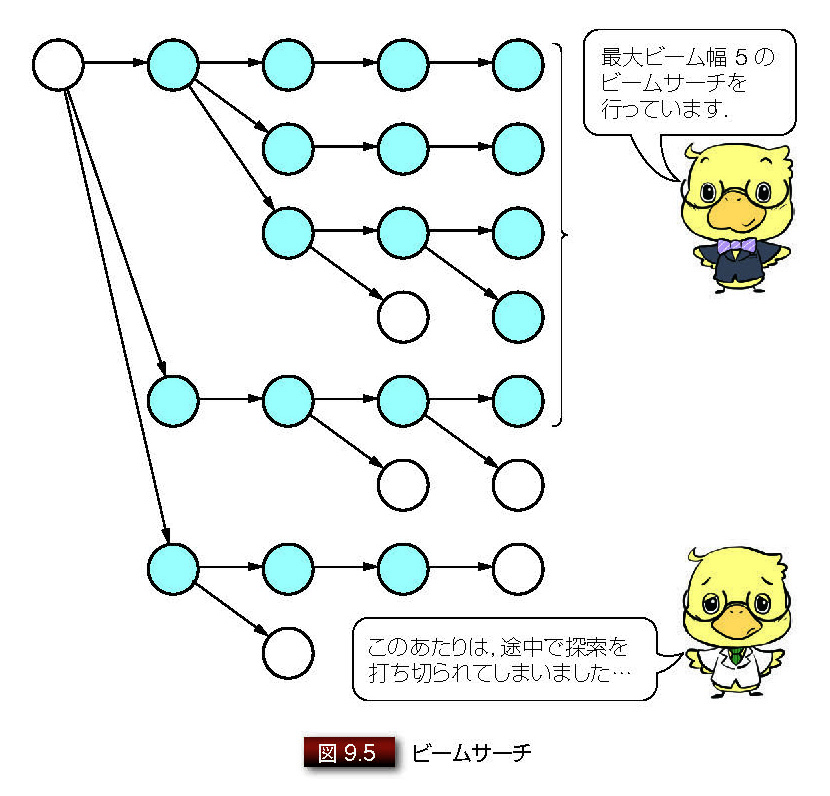 最大ビーム幅 5 の
ビームサーチを
行っています.
このあたりは, 途中で探索を
打ち切られてしまいました…
図 9.5 ビームサーチ